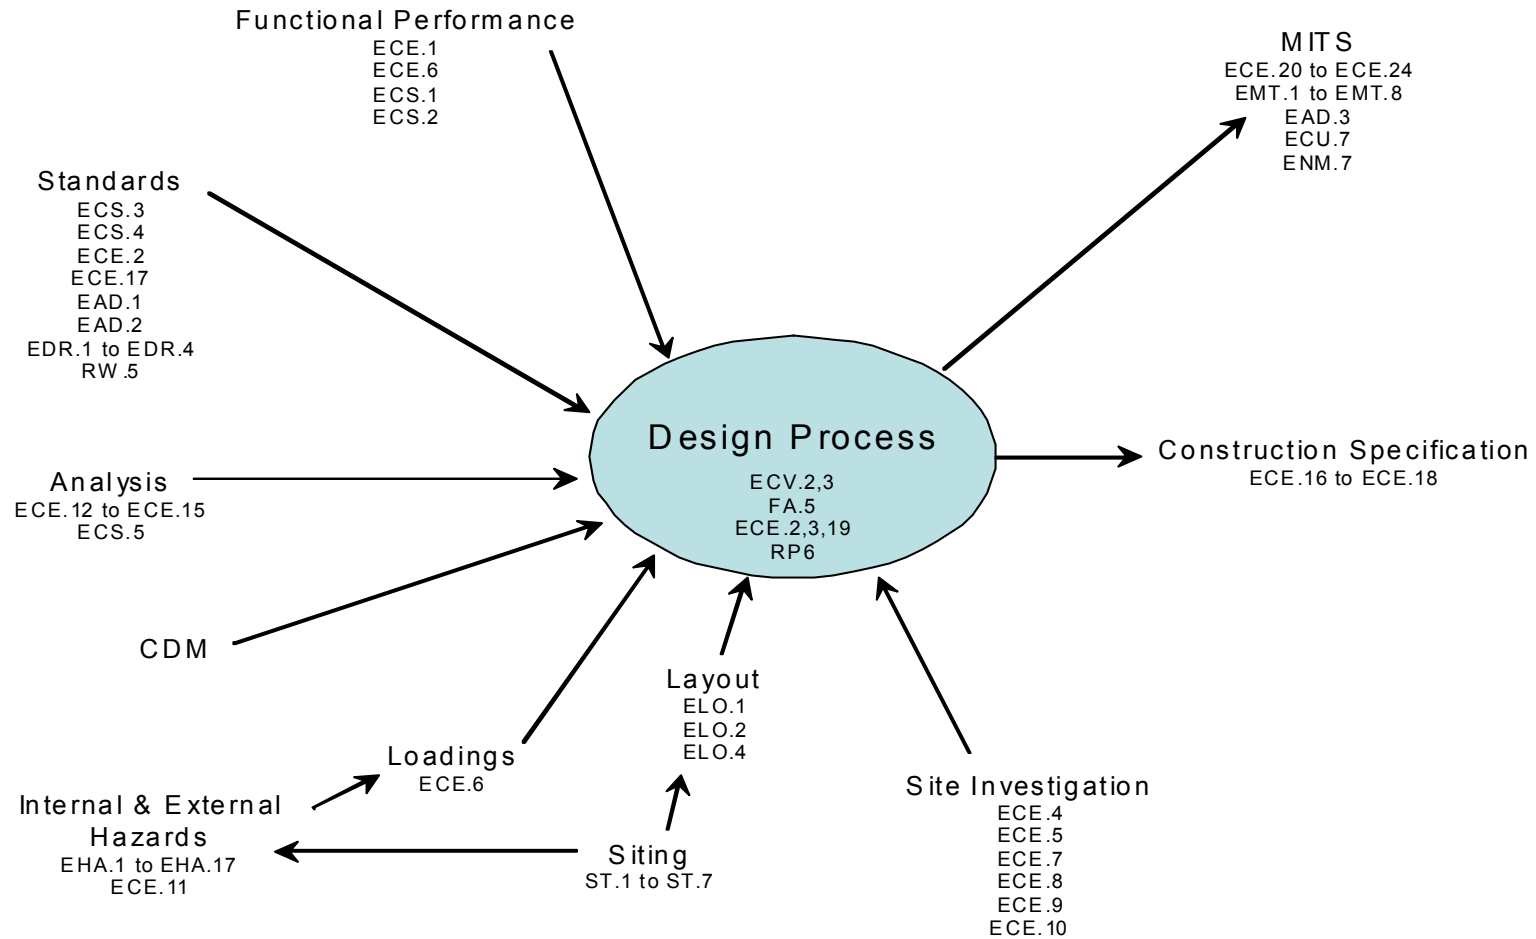 Functional Performance
ECE.1
ECE.6
ECS.1
ECS.2
MITS
ECE.20 to ECE.24
EMT.1 to EMT.8
EAD.3
ECU.7
ENM.7
Standards
ECS.3
ECS.4
ECE.2
ECE.17
EAD.1
EAD.2
EDR.1 to EDR.4
RW.5
Design Process
ECV.2,3
FA.5
ECE.2,3,19
RP6
Construction Specification
ECE.16 to ECE.18
Analysis
ECE.12 to ECE.15
ECS.5
CDM
Layout
ELO.1
ELO.2
ELO.4
Loadings
ECE.6
Internal & External
Hazards
EHA.1 to EHA.17
ECE.11
Siting
ST.1 to ST.7
Site Investigation
ECE.4
ECE.5
ECE.7
ECE.8
ECE.9
ECE.10